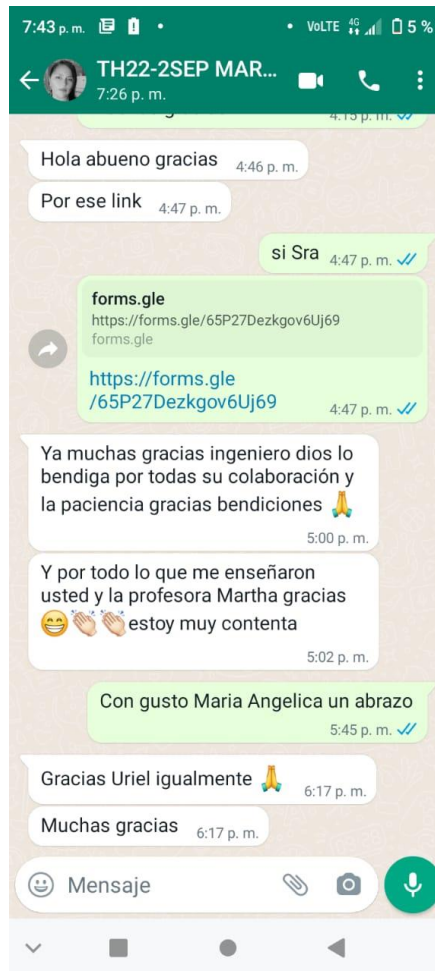 7:43 p. m.
VoLTE 4G 5 %
TH22-2SEP MAR...
7:26 p. m.
4:15 p. m.
Hola abueno gracias 4:46 p. m.
Por ese link 4:47 p. m.
si Sra 4:47 p. m.
forms.gle
https://forms.gle/65P27Dezkgov6Uj69
forms.gle
https://forms.gle
/65P27Dezkgov6Uj69 4:47 p. m.
Ya muchas gracias ingeniero dios lo
bendiga por todas su colaboración y
la paciencia gracias bendiciones 🙏
5:00 p. m.
Y por todo lo que me enseñaron
usted y la profesora Martha gracias
😁👏🏻👏🏻 estoy muy contenta
5:02 p. m.
Con gusto Maria Angelica un abrazo
5:45 p. m.
Gracias Uriel igualmente 🙏 6:17 p. m.
Muchas gracias 6:17 p. m.
Mensaje